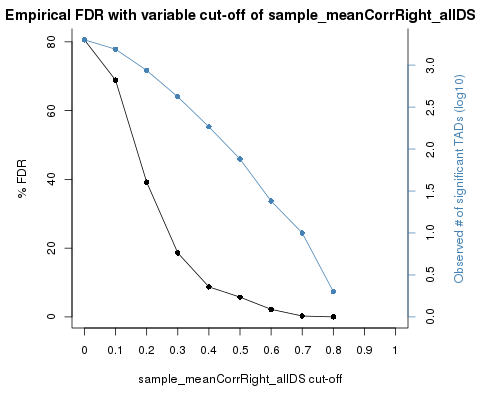 Empirical FDR with variable cut-off of sample_meanCorrRight_allDS
% FDR
80
60
40
20
0
3.0
2.5
2.0
1.5
1.0
0.5
0.0
Observed # of significant TADs (log10)
0 0.1 0.2 0.3 0.4 0.5 0.6 0.7 0.8 0.9 1
sample_meanCorrRight_allDS cut-off